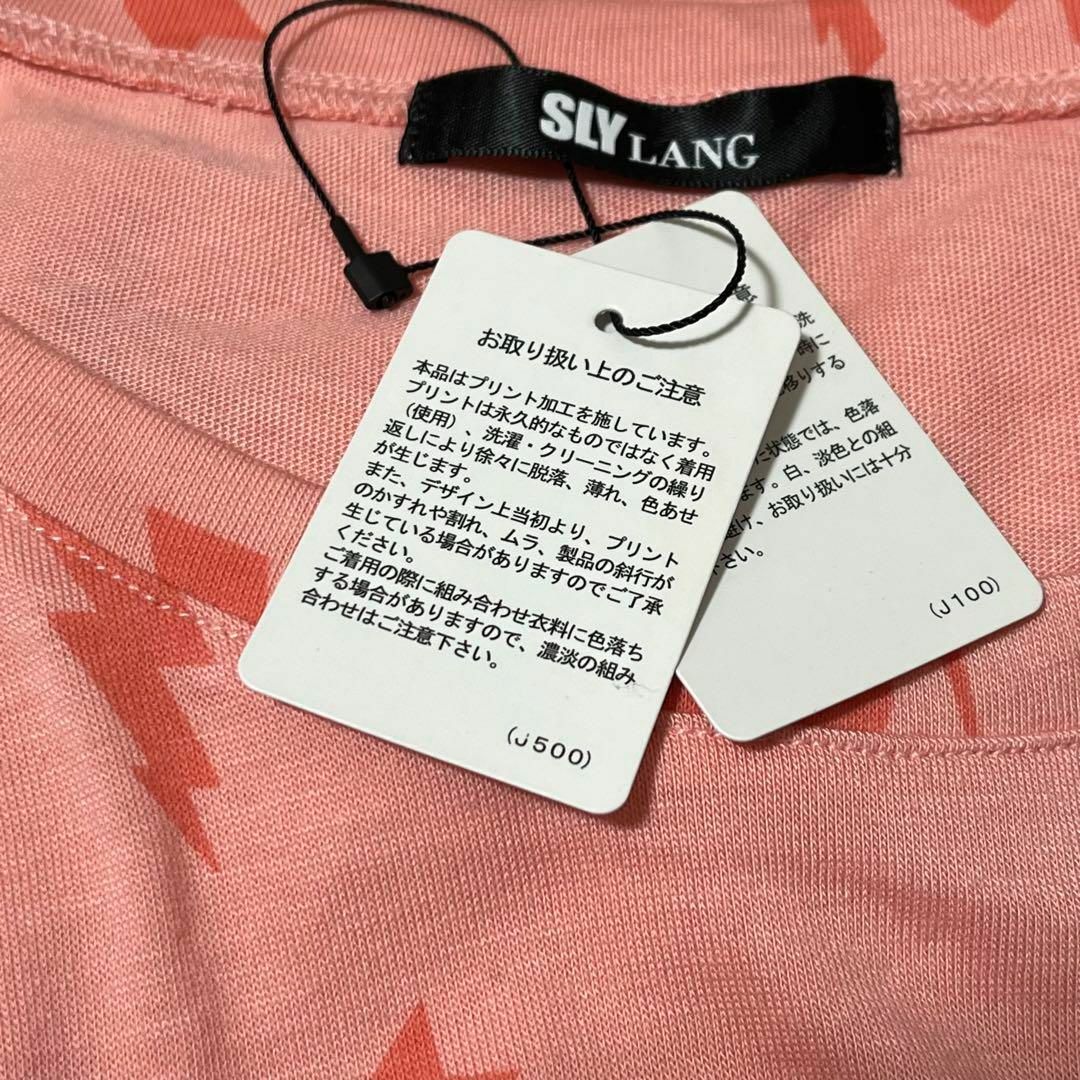 SLY LANG
お取り扱い上のご注意
本品はプリント加工を施しています。
プリントは永久的なものではなく着用
（使用）、洗濯・クリーニングの繰り
返しにより徐々に脱落、薄れ、色あせ
が生じます。
また、デザイン上当初より、プリント
のかすれや割れ、ムラ、製品の斜行が
生じている場合がありますのでご了承
ください。
ご着用の際に組み合わせ衣料に色落ち
する場合がありますので、濃淡の組み
合わせはご注意下さい。
（J500）
意
洗
時に
移りする
に状態では、色落
ます。白、淡色との組
避け、お取り扱いには十分
さい。
（J100）